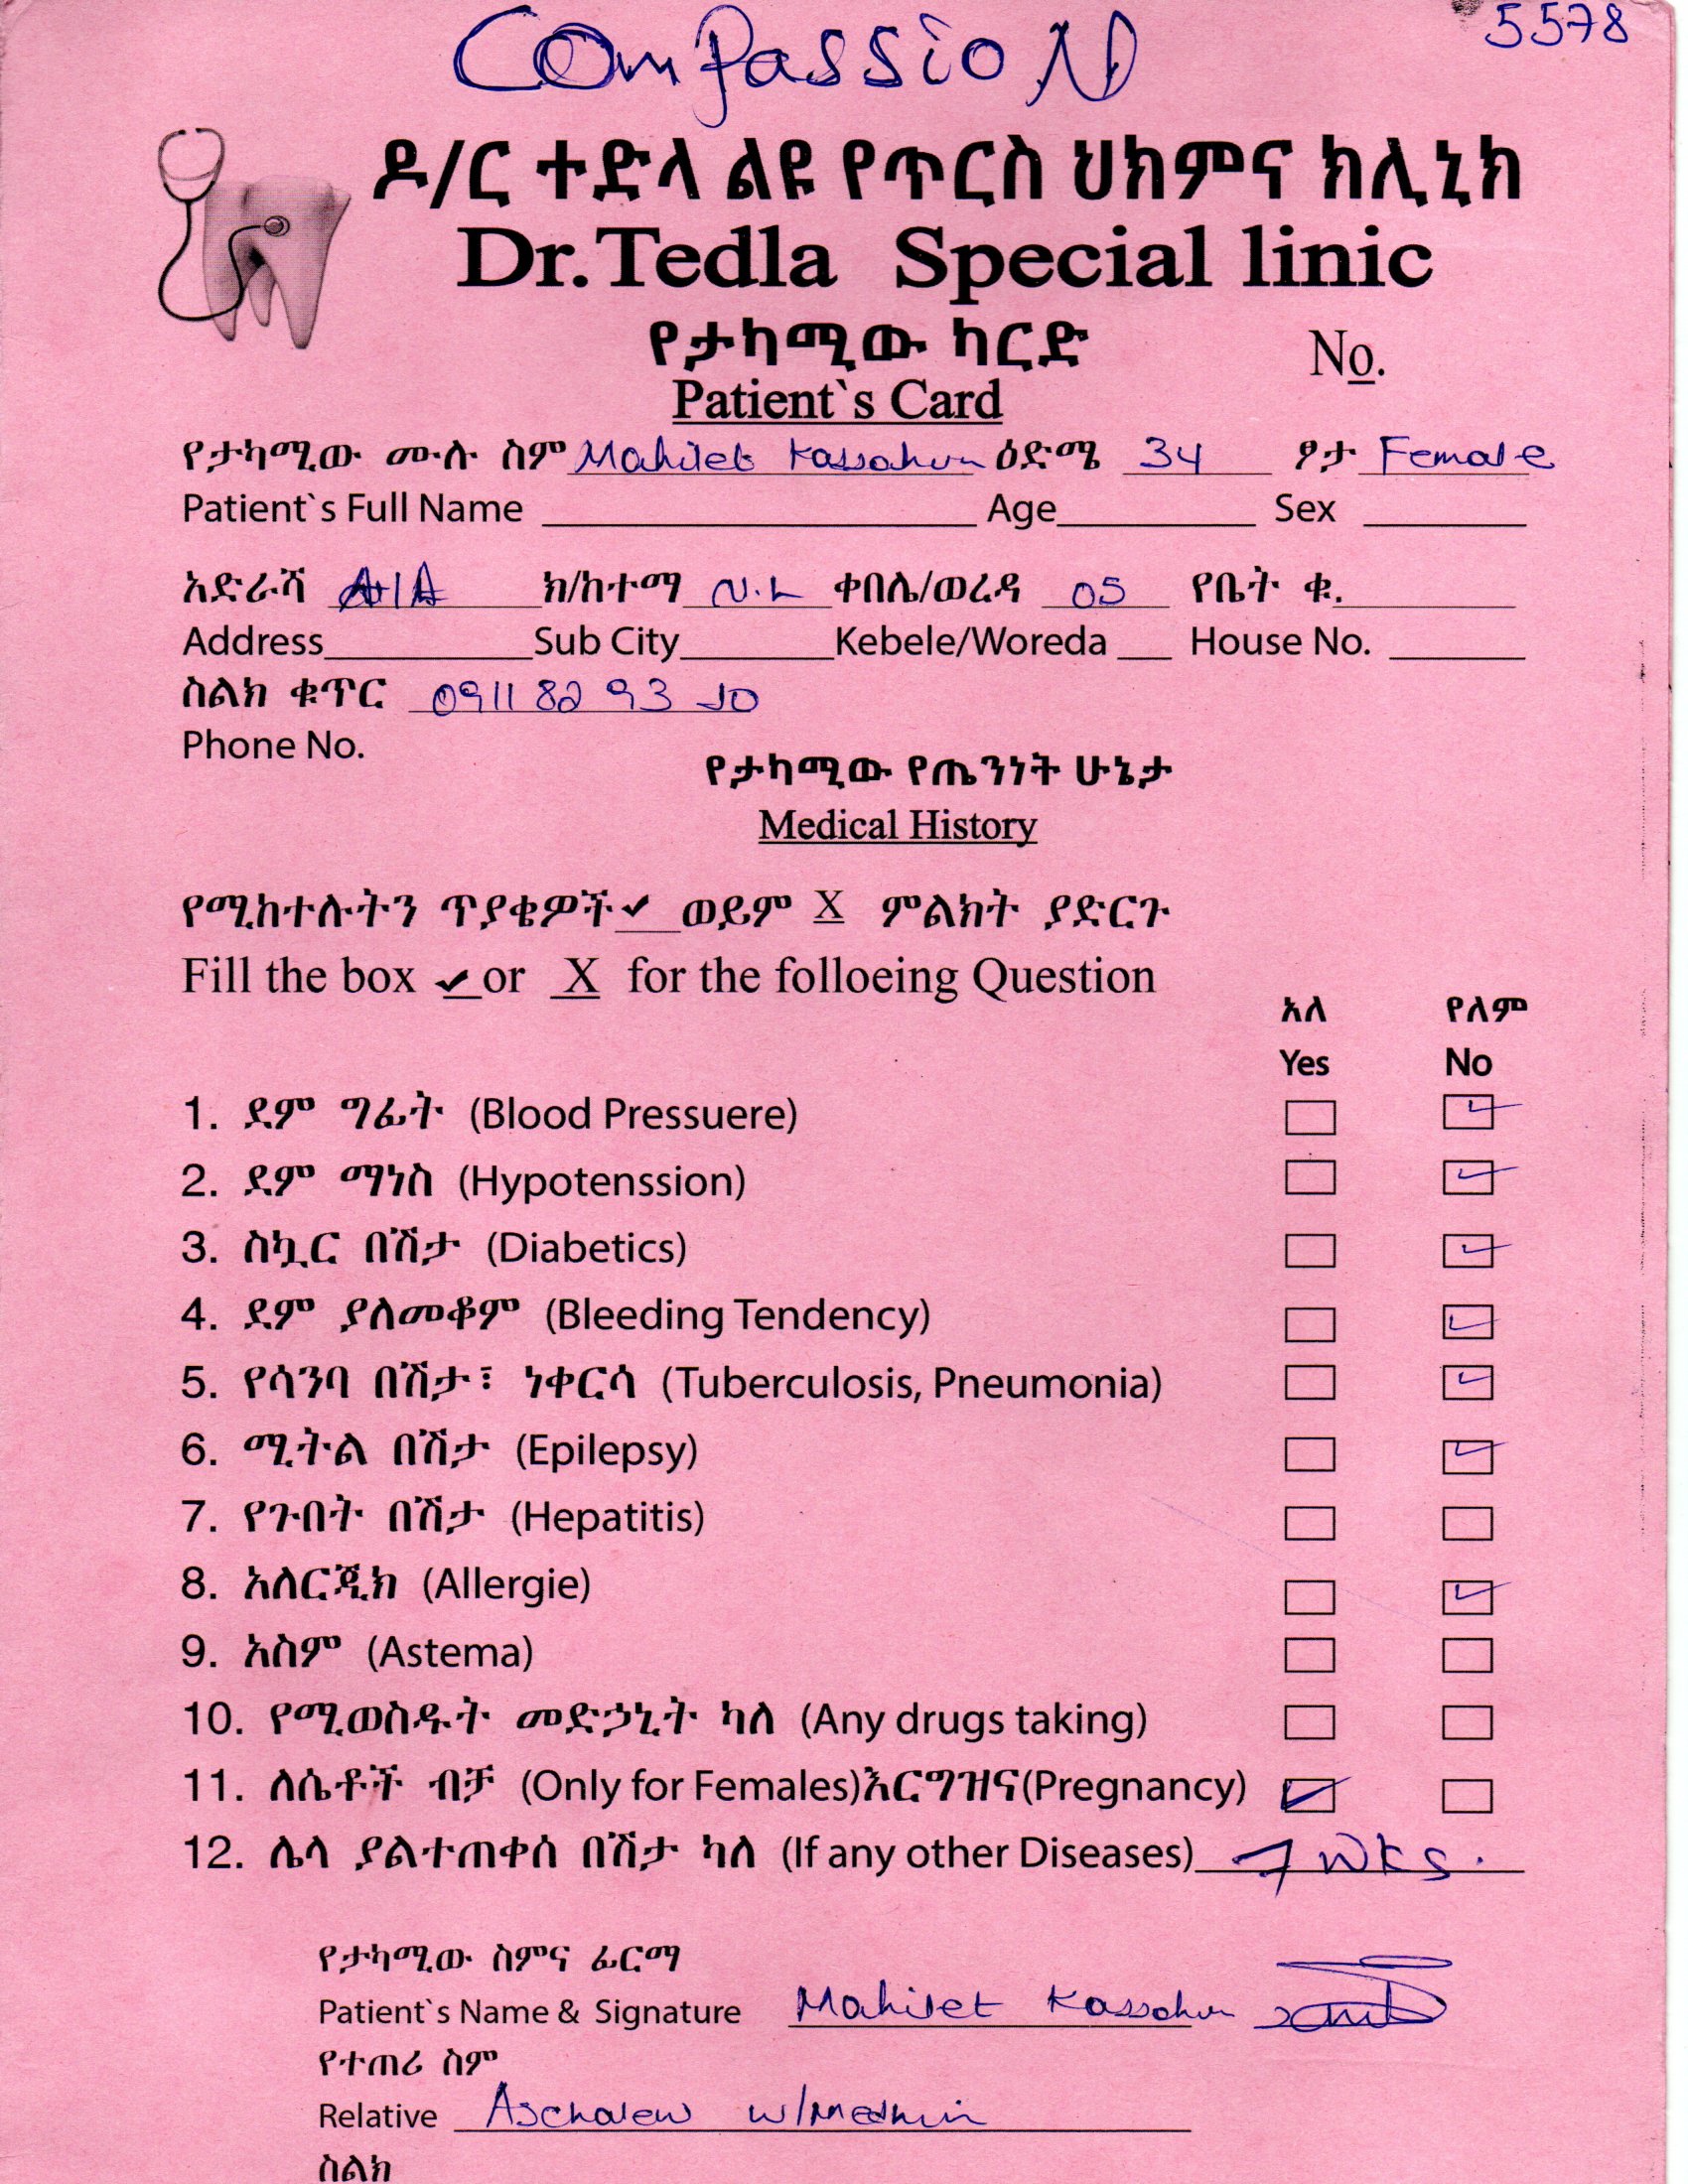 Compassion 5578
ዶ/ር ተድላ ልዩ የጥርስ ህክምና ክሊኒክ
Dr.Tedla Special linic
የታካሚው ካርድ
No.
Patient`s Card
የታካሚው ሙሉ ስም Mahilet Kassahun ዕድሜ 34 ፆታ Female
Patient`s Full Name Age Sex
አድራሻ A/A ክ/ከተማ N.L ቀበሌ/ወረዳ 05 የቤት ቁ.
Address Sub City Kebele/Woreda House No.
ስልክ ቁጥር 0911 82 93
Phone No.
የታካሚው የጤንነት ሁኔታ
Medical History
የሚከተሉትን ጥያቄዎች ✔ ወይም X ምልክት ያድርጉ
Fill the box ✔ or X for the folloeing Question
አለ የለም
Yes No
1. ደም ግፊት (Blood Pressuere) ☐ ☑
2. ደም ማነስ (Hypotenssion) ☐ ☑
3. ስኳር በሽታ (Diabetics) ☐ ☑
4. ደም ያለመቆም (Bleeding Tendency) ☐ ☑
5. የሳንባ በሽታ፤ ነቀርሳ (Tuberculosis, Pneumonia) ☐ ☑
6. ሚትል በሽታ (Epilepsy) ☐ ☑
7. የጉበት በሽታ (Hepatitis) ☐ ☐
8. አለርጂክ (Allergie) ☐ ☑
9. አስም (Astema) ☐ ☐
10. የሚወስዱት መድኃኒት ካለ (Any drugs taking) ☐ ☐
11. ለሴቶች ብቻ (Only for Females)እርግዝና(Pregnancy) ☑ ☐
12. ሌላ ያልተጠቀሰ በሽታ ካለ (If any other Diseases) 7 wks.
የታካሚው ስምና ፊርማ
Patient`s Name & Signature Mahilet Kassahun
የተጠሪ ስም
Relative Aschalew w/Medhin
ስልክ